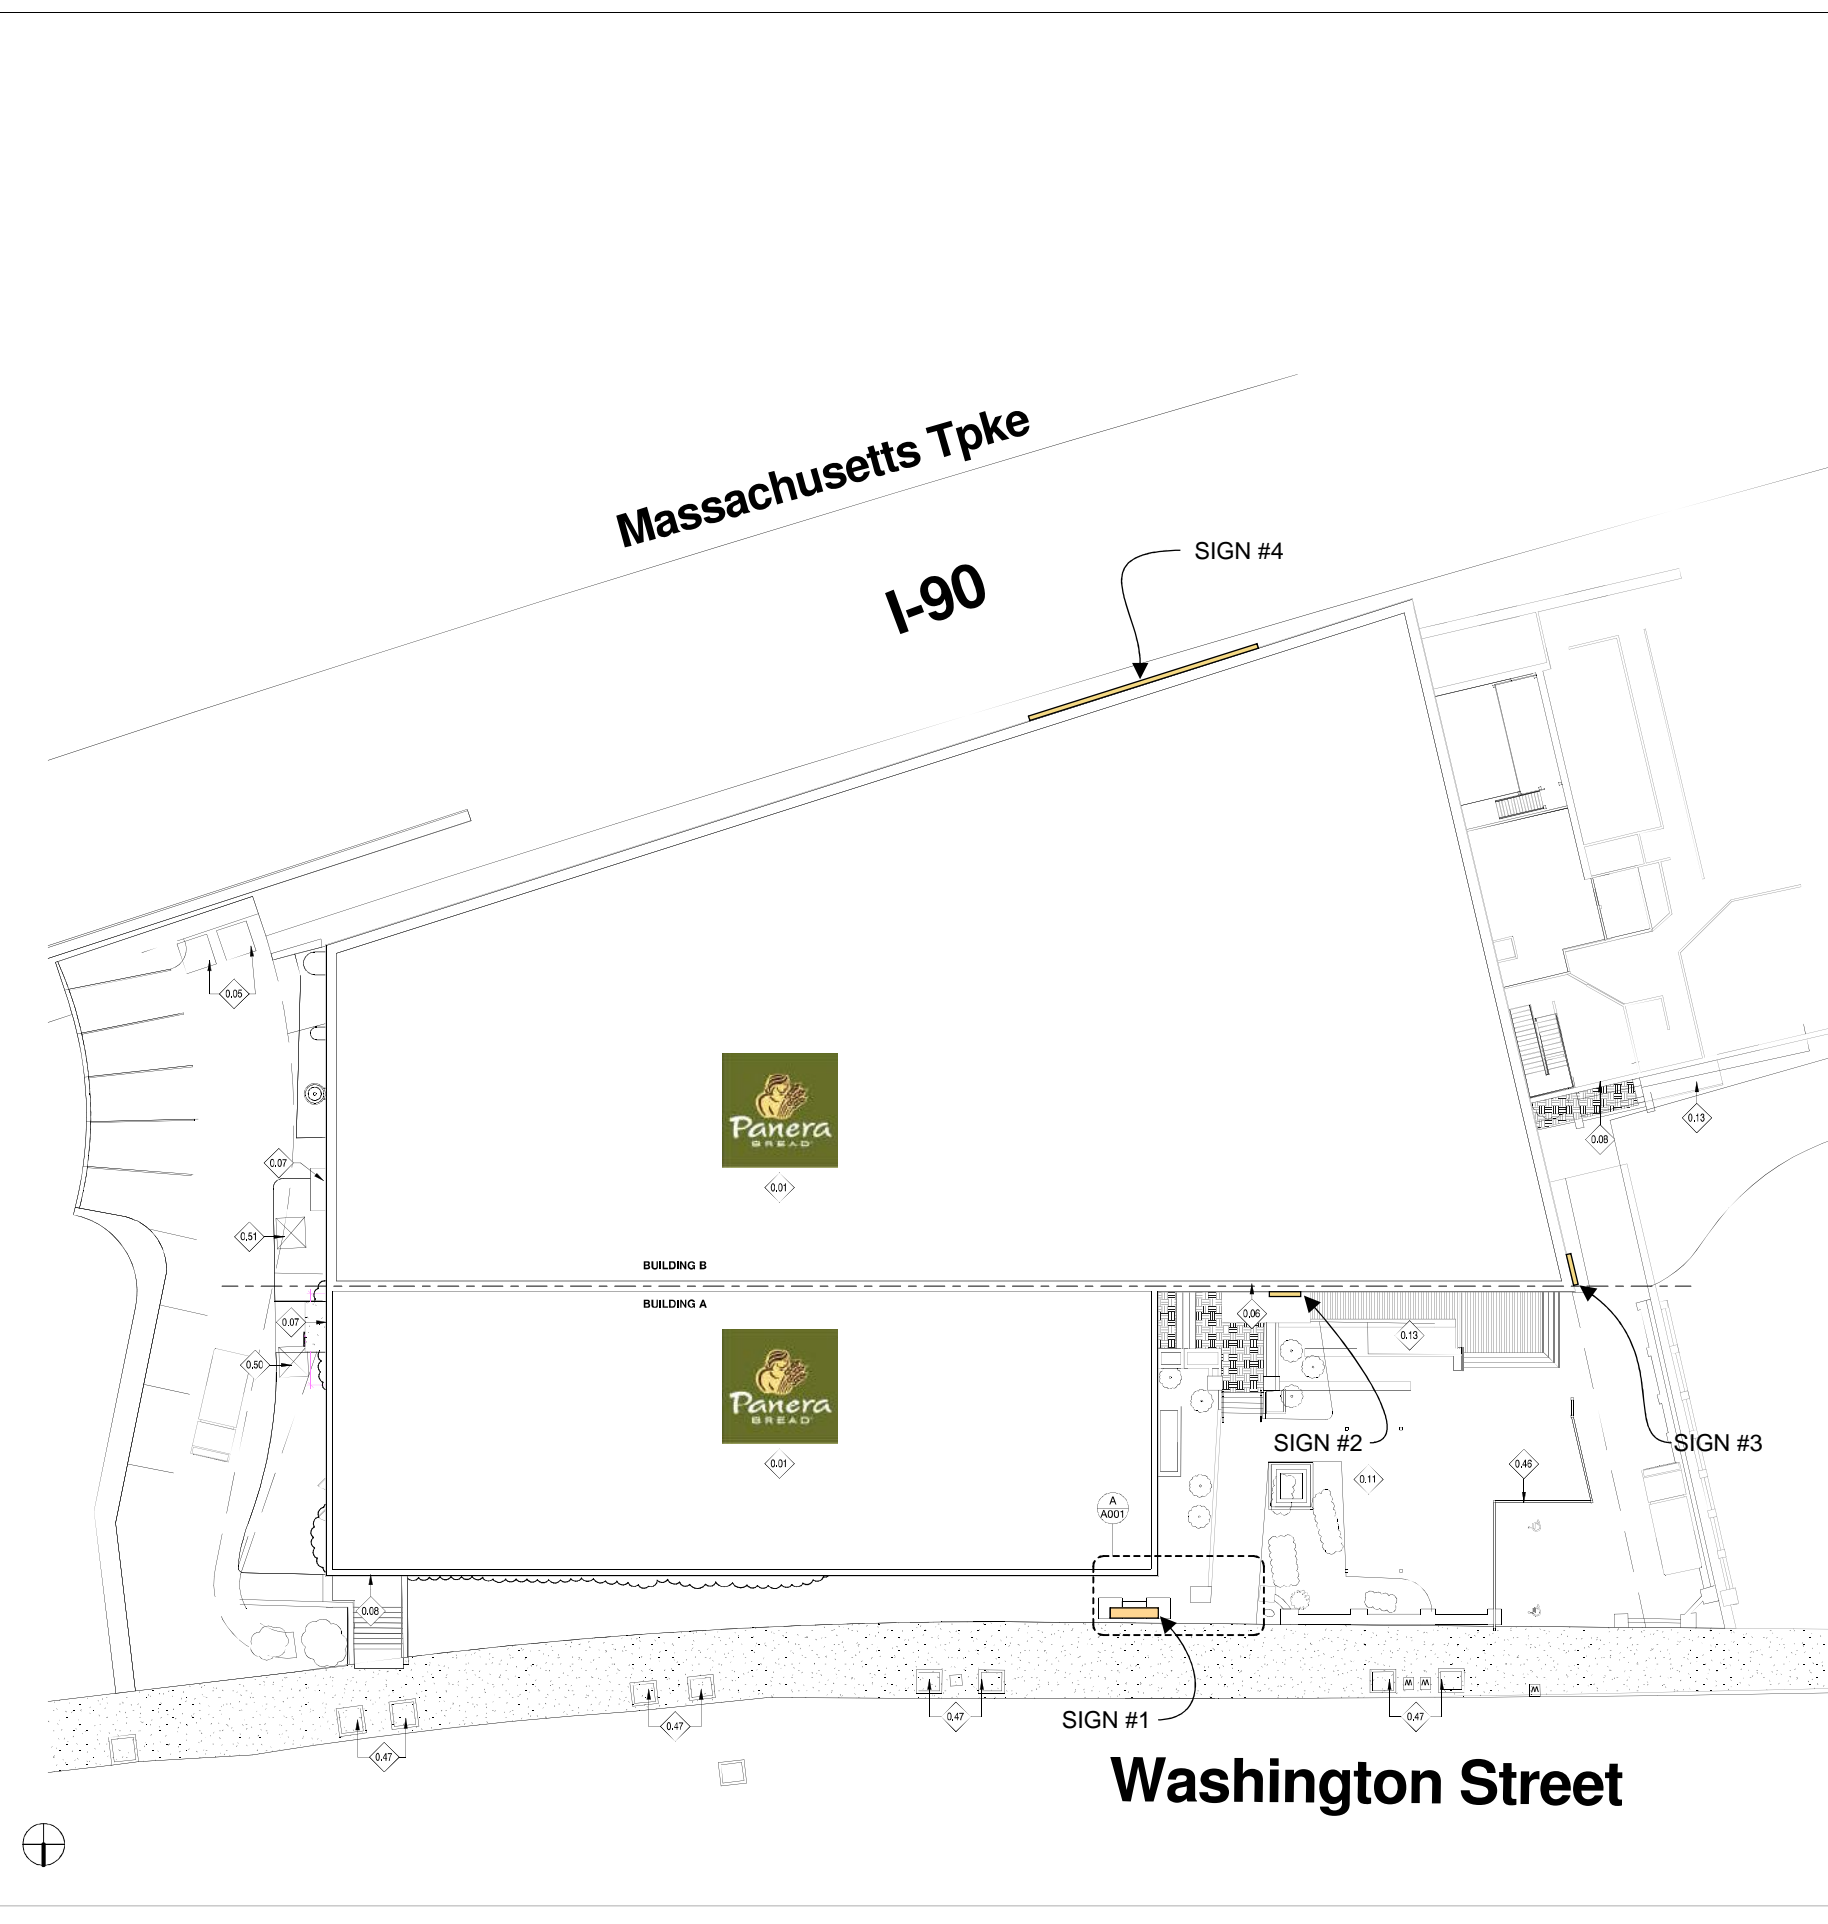 Massachusetts Tpke
SIGN #4
I-90
0.05
Panera
BREAD
0.01
0.13
0.08
0.07
0.51
BUILDING B
BUILDING A
0.06
0.07
0.13
0.50
Panera
BREAD
0.01
SIGN #2
SIGN #3
0.46
0.11
A
A001
0.08
0.47
0.47
0.47
0.47
SIGN #1
Washington Street